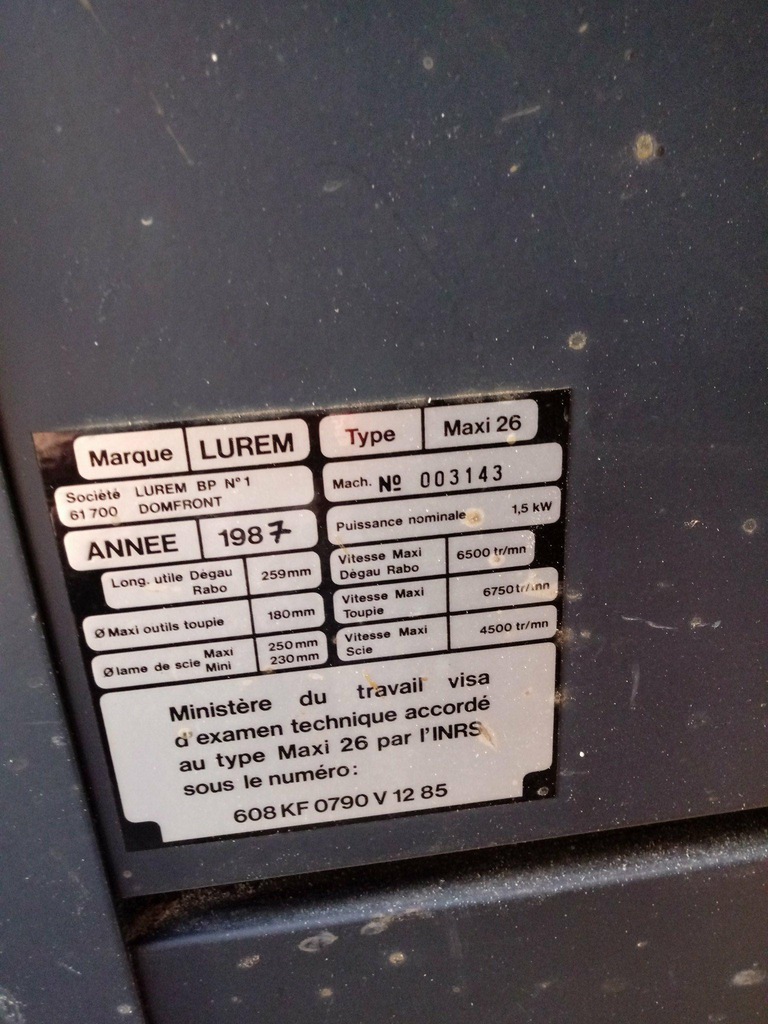 Marque LUREM
Type Maxi 26
Société LUREM BP N°1
61 700 DOMFRONT
Mach. Nº 003143
ANNEE 1987
Puissance nominale 1,5 kW
Long. utile Dégau 259mm
Rabo
Vitesse Maxi 6500 tr/mn
Dégau Rabo
Ø Maxi outils toupie 180mm
Vitesse Maxi 6750 tr/mn
Toupie
Ø lame de scie Maxi 250mm
Mini 230mm
Vitesse Maxi 4500 tr/mn
Scie
Ministère du travail visa
d'examen technique accordé
au type Maxi 26 par l'INRS
sous le numéro:
608 KF 0790 V 12 85